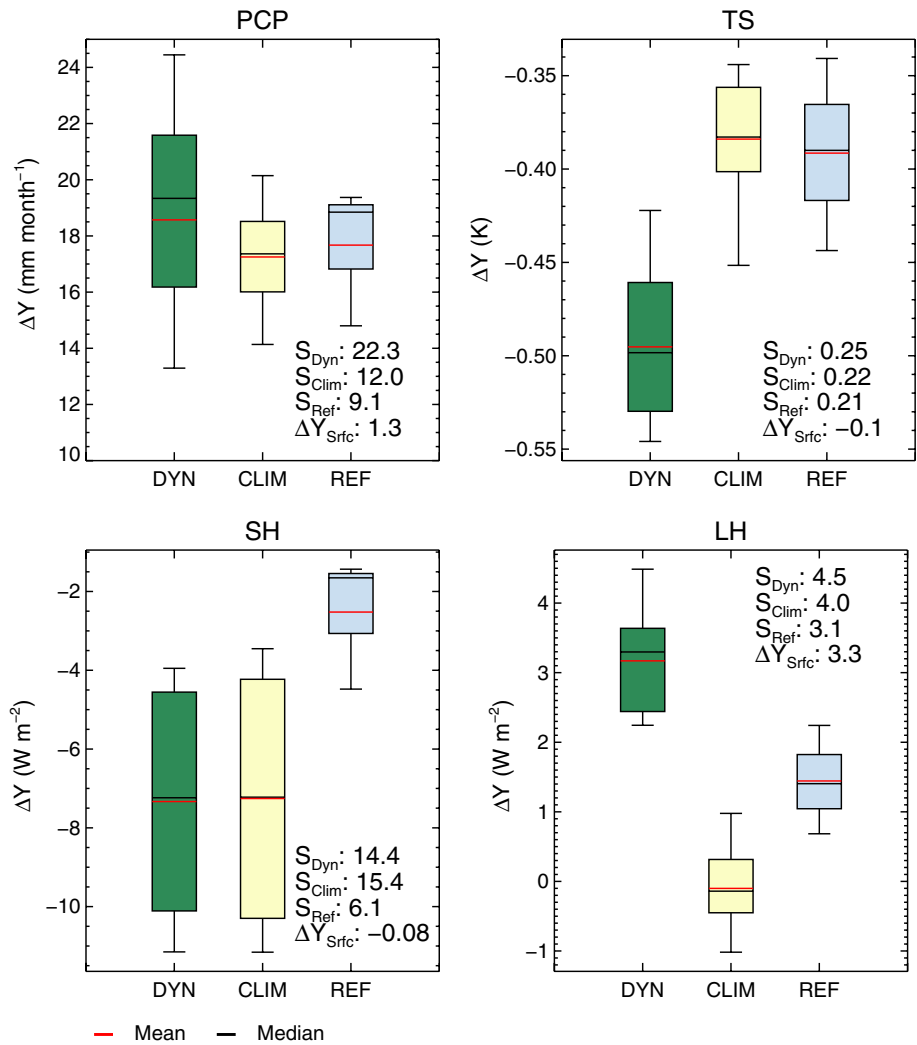 PCP
ΔY (mm month⁻¹)
24
22
20
18
16
14
12
10
S_Dyn: 22.3
S_Clim: 12.0
S_Ref: 9.1
ΔY_Srfc: 1.3
DYN CLIM REF
TS
ΔY (K)
−0.35
−0.40
−0.45
−0.50
−0.55
S_Dyn: 0.25
S_Clim: 0.22
S_Ref: 0.21
ΔY_Srfc: −0.1
DYN CLIM REF
SH
ΔY (W m⁻²)
−2
−4
−6
−8
−10
S_Dyn: 14.4
S_Clim: 15.4
S_Ref: 6.1
ΔY_Srfc: −0.08
DYN CLIM REF
LH
ΔY (W m⁻²)
4
3
2
1
0
−1
S_Dyn: 4.5
S_Clim: 4.0
S_Ref: 3.1
ΔY_Srfc: 3.3
DYN CLIM REF
Mean Median